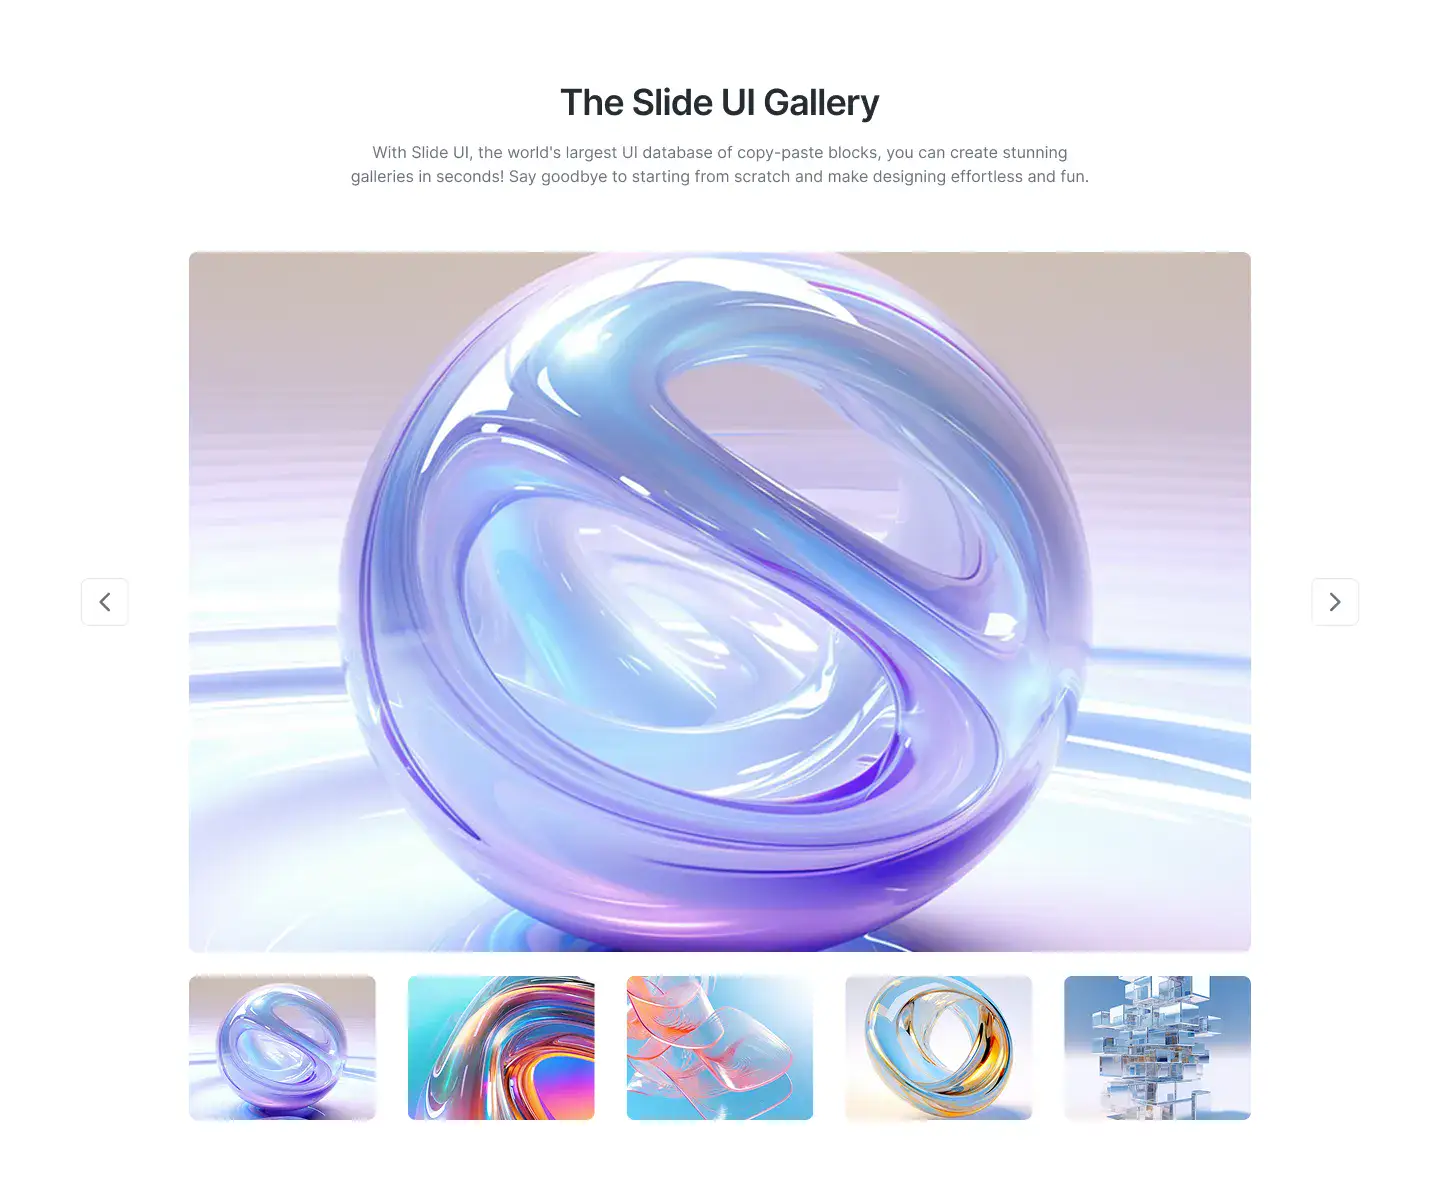 The Slide UI Gallery
With Slide UI, the world's largest UI database of copy-paste blocks, you can create stunning
galleries in seconds! Say goodbye to starting from scratch and make designing effortless and fun.